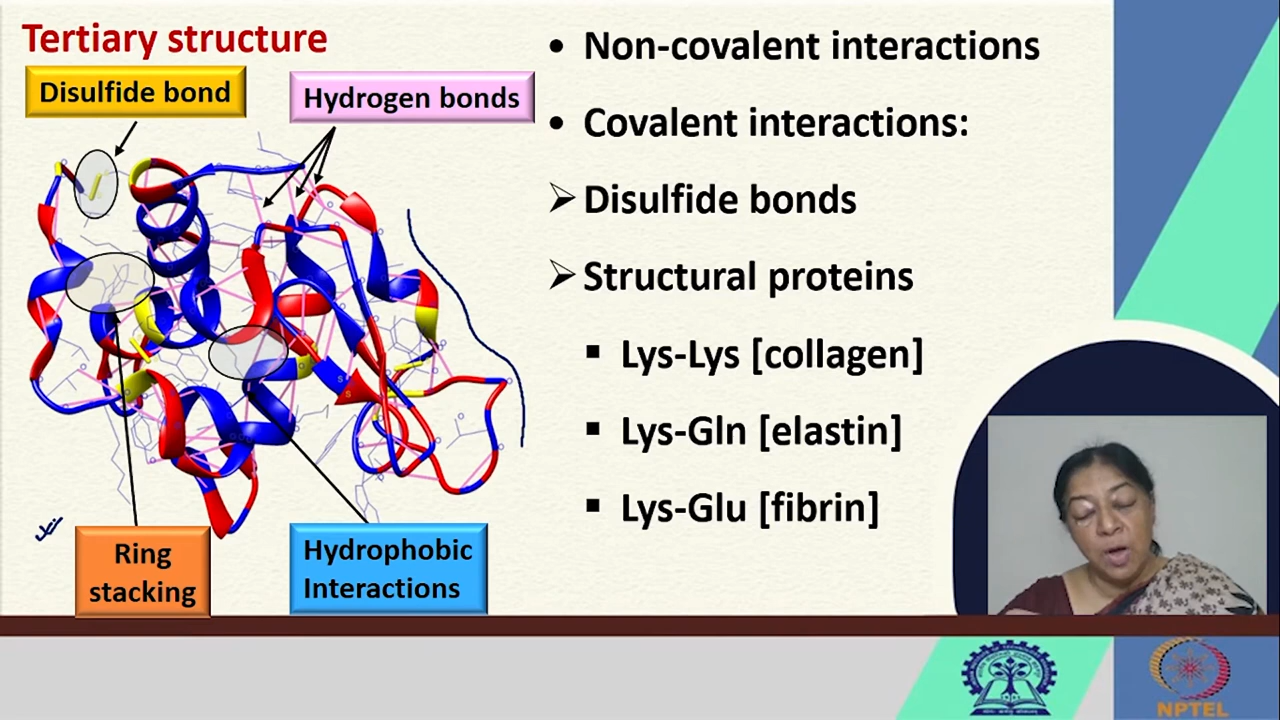 Tertiary structure
Disulfide bond
Hydrogen bonds
Ring
stacking
Hydrophobic
Interactions
• Non-covalent interactions
• Covalent interactions:
➢ Disulfide bonds
➢ Structural proteins
▪ Lys-Lys [collagen]
▪ Lys-Gln [elastin]
▪ Lys-Glu [fibrin]
NPTEL